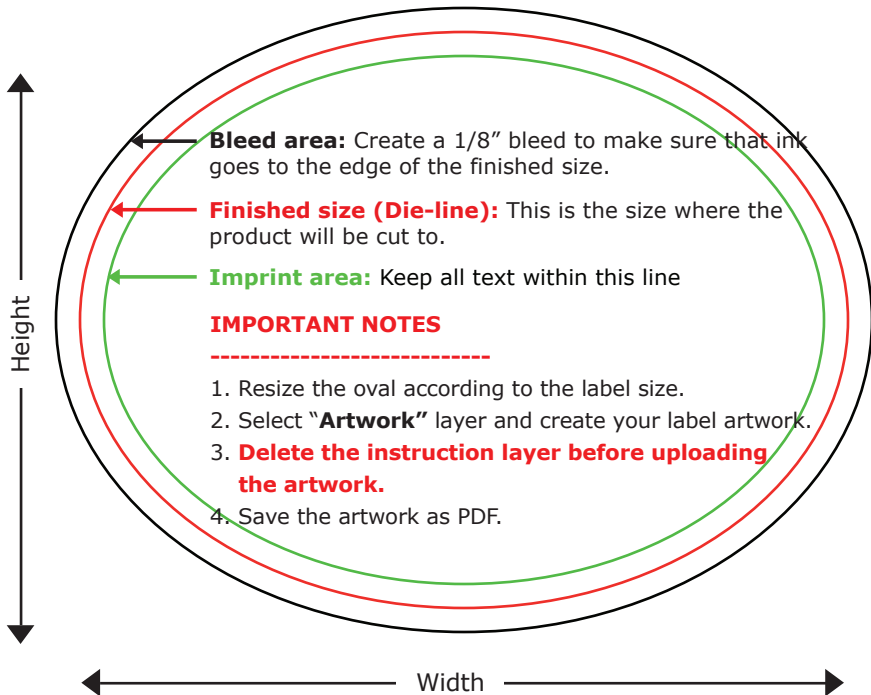 Bleed area: Create a 1/8” bleed to make sure that ink
goes to the edge of the finished size.
Finished size (Die-line): This is the size where the
product will be cut to.
Imprint area: Keep all text within this line
IMPORTANT NOTES
----------------------------
1. Resize the oval according to the label size.
2. Select “Artwork” layer and create your label artwork.
3. Delete the instruction layer before uploading
the artwork.
4. Save the artwork as PDF.
Height
Width